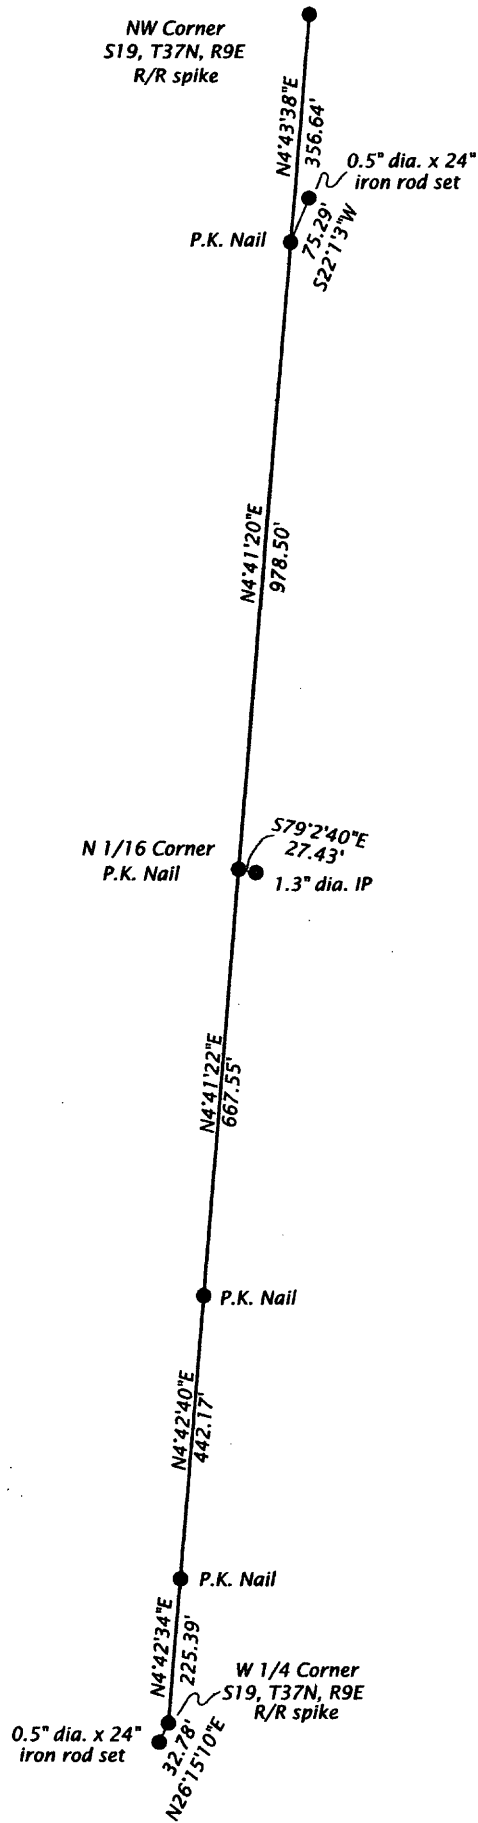 NW Corner
S19, T37N, R9E
R/R spike
N4°43'38"E
356.64'
0.5" dia. x 24"
iron rod set
P.K. Nail
75.29'
S22°1'3"W
N4°41'20"E
978.50'
N 1/16 Corner
P.K. Nail
S79°2'40"E
27.43'
1.3" dia. IP
N4°41'22"E
667.55'
P.K. Nail
N4°42'40"E
442.17'
P.K. Nail
N4°42'34"E
225.39'
W 1/4 Corner
S19, T37N, R9E
R/R spike
0.5" dia. x 24"
iron rod set
32.78'
N26°15'10"E